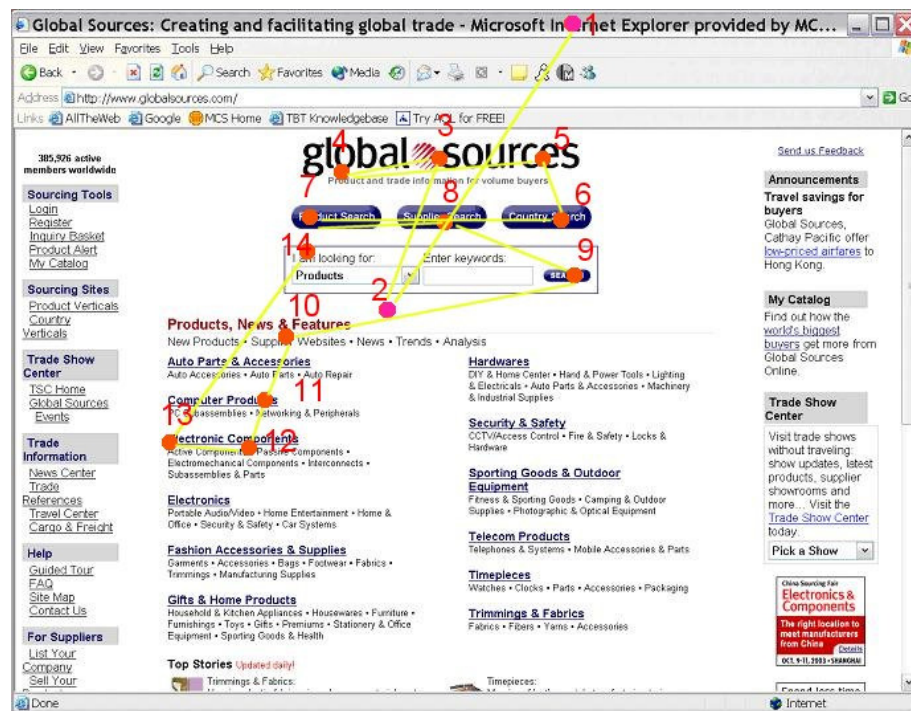 Global Sources: Creating and facilitating global trade - Microsoft Internet Explorer provided by MC...
File Edit View Favorites Tools Help
Back Search Favorites Media
Address http://www.globalsources.com/ Go
Links AllTheWeb Google MCS Home TBT Knowledgebase Try AOL for FREE!
1
2
3
4
5
6
7
8
9
10
11
12
13
14
global sources
Product and trade information for volume buyers
Product Search Supplier Search Country Search
I am looking for: Enter keywords:
Products SEARCH
385,926 active
members worldwide
Sourcing Tools
Login
Register
Inquiry Basket
Product Alert
My Catalog
Sourcing Sites
Product Verticals
Country
Verticals
Trade Show
Center
TSC Home
Global Sources
Events
Trade
Information
News Center
Trade
References
Travel Center
Cargo & Freight
Help
Guided Tour
FAQ
Site Map
Contact Us
For Suppliers
List Your
Company
Sell Your
Products, News & Features
New Products • Supplier Websites • News • Trends • Analysis
Auto Parts & Accessories
Auto Accessories • Auto Parts • Auto Repair
Computer Products
PC Subassemblies • Networking & Peripherals
Electronic Components
Active Components • Passive Components •
Electromechanical Components • Interconnects •
Subassemblies & Parts
Electronics
Portable Audio/Video • Home Entertainment • Home &
Office • Security & Safety • Car Systems
Fashion Accessories & Supplies
Garments • Accessories • Bags • Footwear • Fabrics •
Trimmings • Manufacturing Supplies
Gifts & Home Products
Household & Kitchen Appliances • Housewares • Furniture •
Furnishings • Toys • Gifts • Premiums • Stationery & Office
Equipment • Sporting Goods & Health
Hardwares
DIY & Home Center • Hand & Power Tools • Lighting
& Electricals • Auto Parts & Accessories • Machinery
& Industrial Supplies
Security & Safety
CCTV/Access Control • Fire & Safety • Locks &
Hardware
Sporting Goods & Outdoor
Equipment
Fitness & Sporting Goods • Camping & Outdoor
Supplies • Photographic & Optical Equipment
Telecom Products
Telephones & Systems • Mobile Accessories & Parts
Timepieces
Watches • Clocks • Parts • Accessories • Packaging
Trimmings & Fabrics
Fabrics • Fibers • Yarns • Accessories
Top Stories Updated daily!
Trimmings & Fabrics:
Timepieces:
Send us Feedback
Announcements
Travel savings for
buyers
Global Sources,
Cathay Pacific offer
low-priced airfares to
Hong Kong.
My Catalog
Find out how the
world's biggest
buyers get more from
Global Sources
Online.
Trade Show
Center
Visit trade shows
without traveling:
show updates, latest
products, supplier
showrooms and
more... Visit the
Trade Show Center
today.
Pick a Show
China Sourcing Fair
Electronics &
Components
The right location to
meet manufacturers
from China
Details
OCT. 9-11, 2003 • SHANGHAI
Spend less time
Done Internet